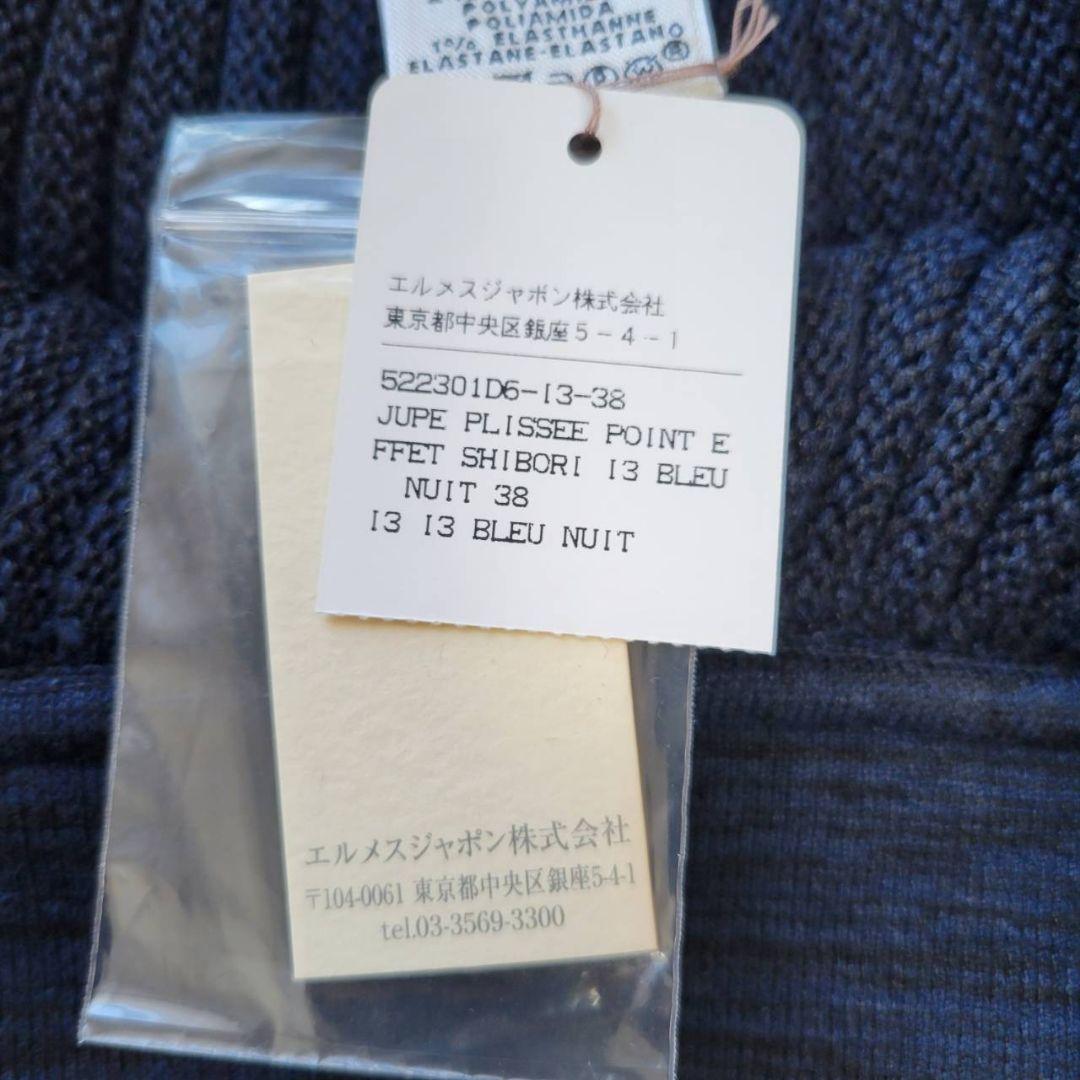 POLYAMI
POLIAMIDA
1% ELASTHANNE
ELASTANE-ELASTANO
エルメスジャポン株式会社
東京都中央区銀座5-4-1
522301D6-I3-38
JUPE PLISSEE POINT E
FFET SHIBORI I3 BLEU
NUIT 38
I3 I3 BLEU NUIT
エルメスジャポン株式会社
〒104-0061 東京都中央区銀座5-4-1
tel.03-3569-3300